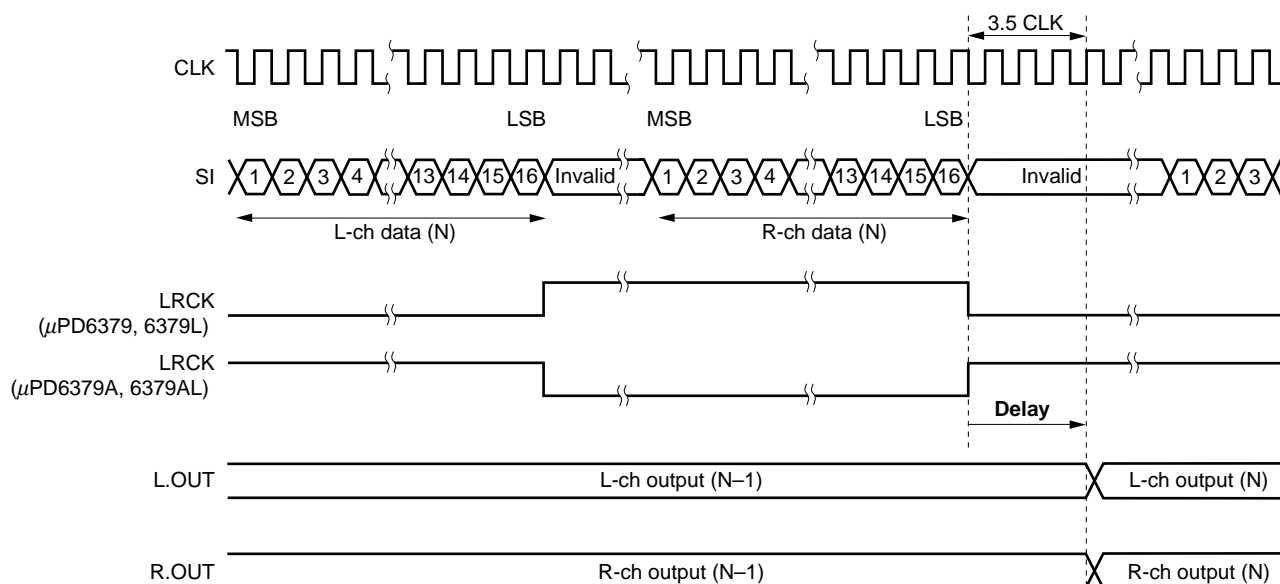 3.5 CLK
CLK
MSB LSB MSB LSB
SI 1 2 3 4 13 14 15 16 Invalid 1 2 3 4 13 14 15 16 Invalid 1 2 3
L-ch data (N) R-ch data (N)
LRCK
(μPD6379, 6379L)
LRCK
(μPD6379A, 6379AL)
Delay
L.OUT L-ch output (N–1) L-ch output (N)
R.OUT R-ch output (N–1) R-ch output (N)